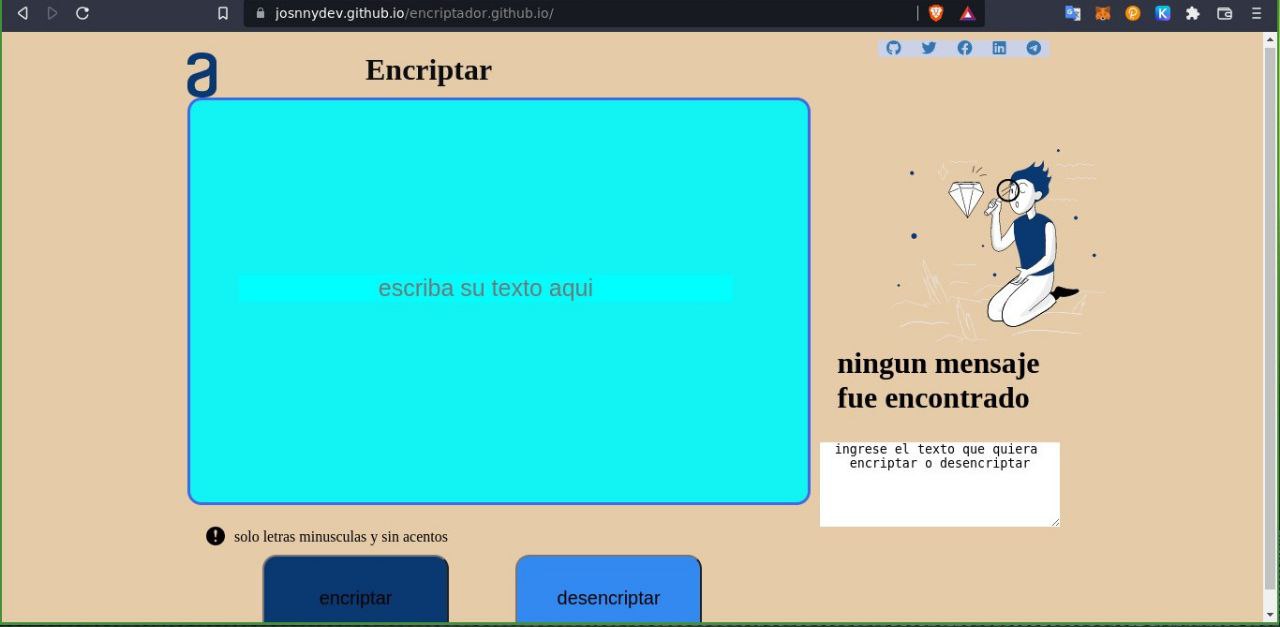 josnnydev.github.io/encriptador.github.io/
a
Encriptar
escriba su texto aqui
ningun mensaje
fue encontrado
ingrese el texto que quiera
encriptar o desencriptar
solo letras minusculas y sin acentos
encriptar
desencriptar